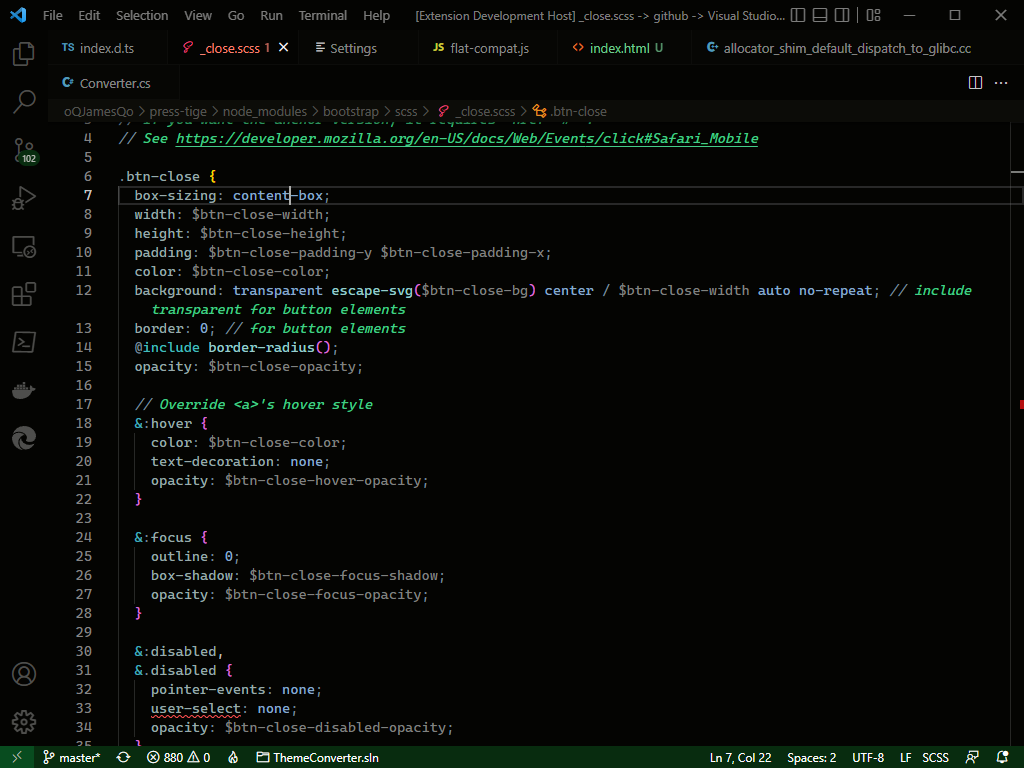 File Edit Selection View Go Run Terminal Help [Extension Development Host] _close.scss -> github -> Visual Studio...
TS index.d.ts _close.scss 1 Settings JS flat-compat.js <> index.html U allocator_shim_default_dispatch_to_glibc.cc
Converter.cs
oQJamesQo > press-tige > node_modules > bootstrap > scss > _close.scss > .btn-close
4 // See https://developer.mozilla.org/en-US/docs/Web/Events/click#Safari_Mobile
5
6 .btn-close {
7 box-sizing: content-box;
8 width: $btn-close-width;
9 height: $btn-close-height;
10 padding: $btn-close-padding-y $btn-close-padding-x;
11 color: $btn-close-color;
12 background: transparent escape-svg($btn-close-bg) center / $btn-close-width auto no-repeat; // include
transparent for button elements
13 border: 0; // for button elements
14 @include border-radius();
15 opacity: $btn-close-opacity;
16
17 // Override <a>'s hover style
18 &:hover {
19 color: $btn-close-color;
20 text-decoration: none;
21 opacity: $btn-close-hover-opacity;
22 }
23
24 &:focus {
25 outline: 0;
26 box-shadow: $btn-close-focus-shadow;
27 opacity: $btn-close-focus-opacity;
28 }
29
30 &:disabled,
31 &.disabled {
32 pointer-events: none;
33 user-select: none;
34 opacity: $btn-close-disabled-opacity;
35 }
102
master* 880 0 ThemeConverter.sln Ln 7, Col 22 Spaces: 2 UTF-8 LF SCSS